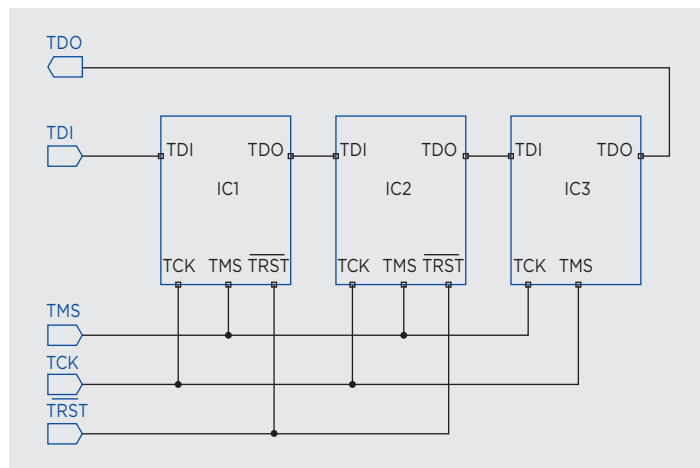 TDO
TDI
TDI TDO TDI TDO TDI TDO
IC1 IC2 IC3
TCK TMS TRST TCK TMS TRST TCK TMS
TMS
TCK
TRST